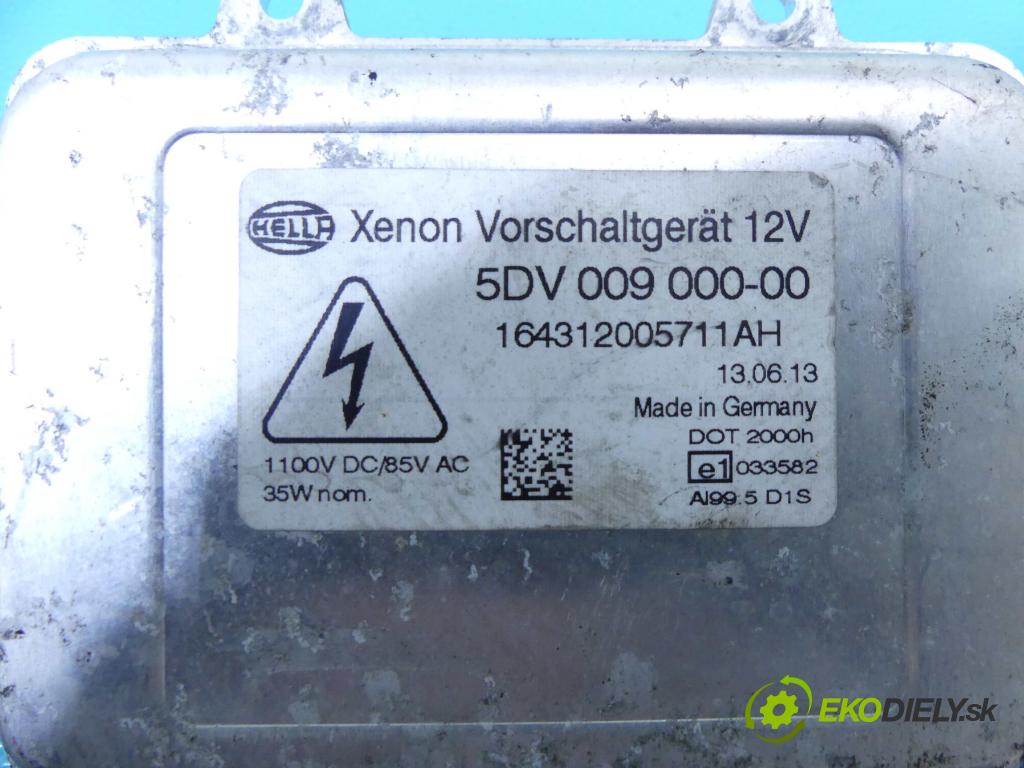 HELLA Xenon Vorschaltgerät 12V
5DV 009 000-00
164312005711AH
13.06.13
Made in Germany
DOT 2000h
1100V DC/85V AC
e1 033582
35W nom.
Al99.5 D1S
EKODIELY.sk